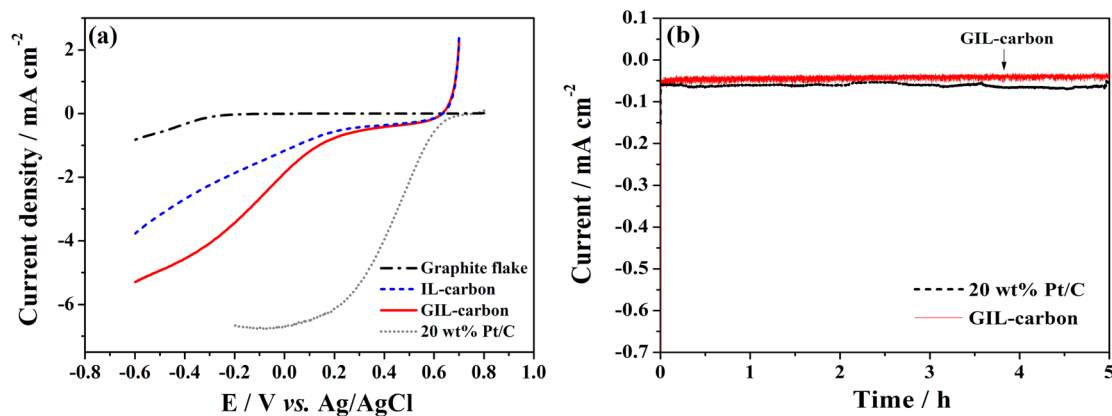 (a)
2
0
-2
-4
-6
Current density / mA cm-2
-0.8 -0.6 -0.4 -0.2 0.0 0.2 0.4 0.6 0.8 1.0
E / V vs. Ag/AgCl
Graphite flake
IL-carbon
GIL-carbon
20 wt% Pt/C
(b)
GIL-carbon
0.1
0.0
-0.1
-0.2
-0.3
-0.4
-0.5
-0.6
-0.7
Current / mA cm-2
20 wt% Pt/C
GIL-carbon
0 1 2 3 4 5
Time / h